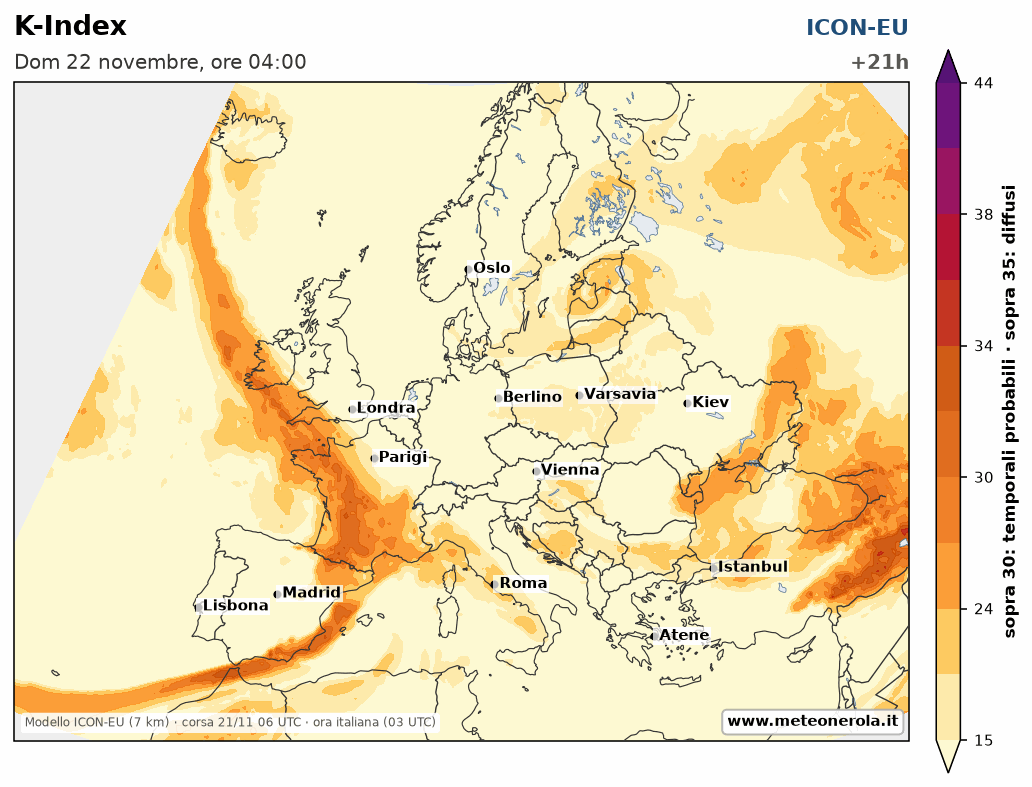 K-Index
ICON-EU
Dom 22 novembre, ore 04:00
+21h
44
38
34
30
24
15
sopra 30: temporali probabili · sopra 35: diffusi
Oslo
Londra
Berlino
Varsavia
Kiev
Parigi
Vienna
Istanbul
Roma
Madrid
Lisbona
Atene
Modello ICON-EU (7 km) · corsa 21/11 06 UTC · ora italiana (03 UTC)
www.meteonerola.it